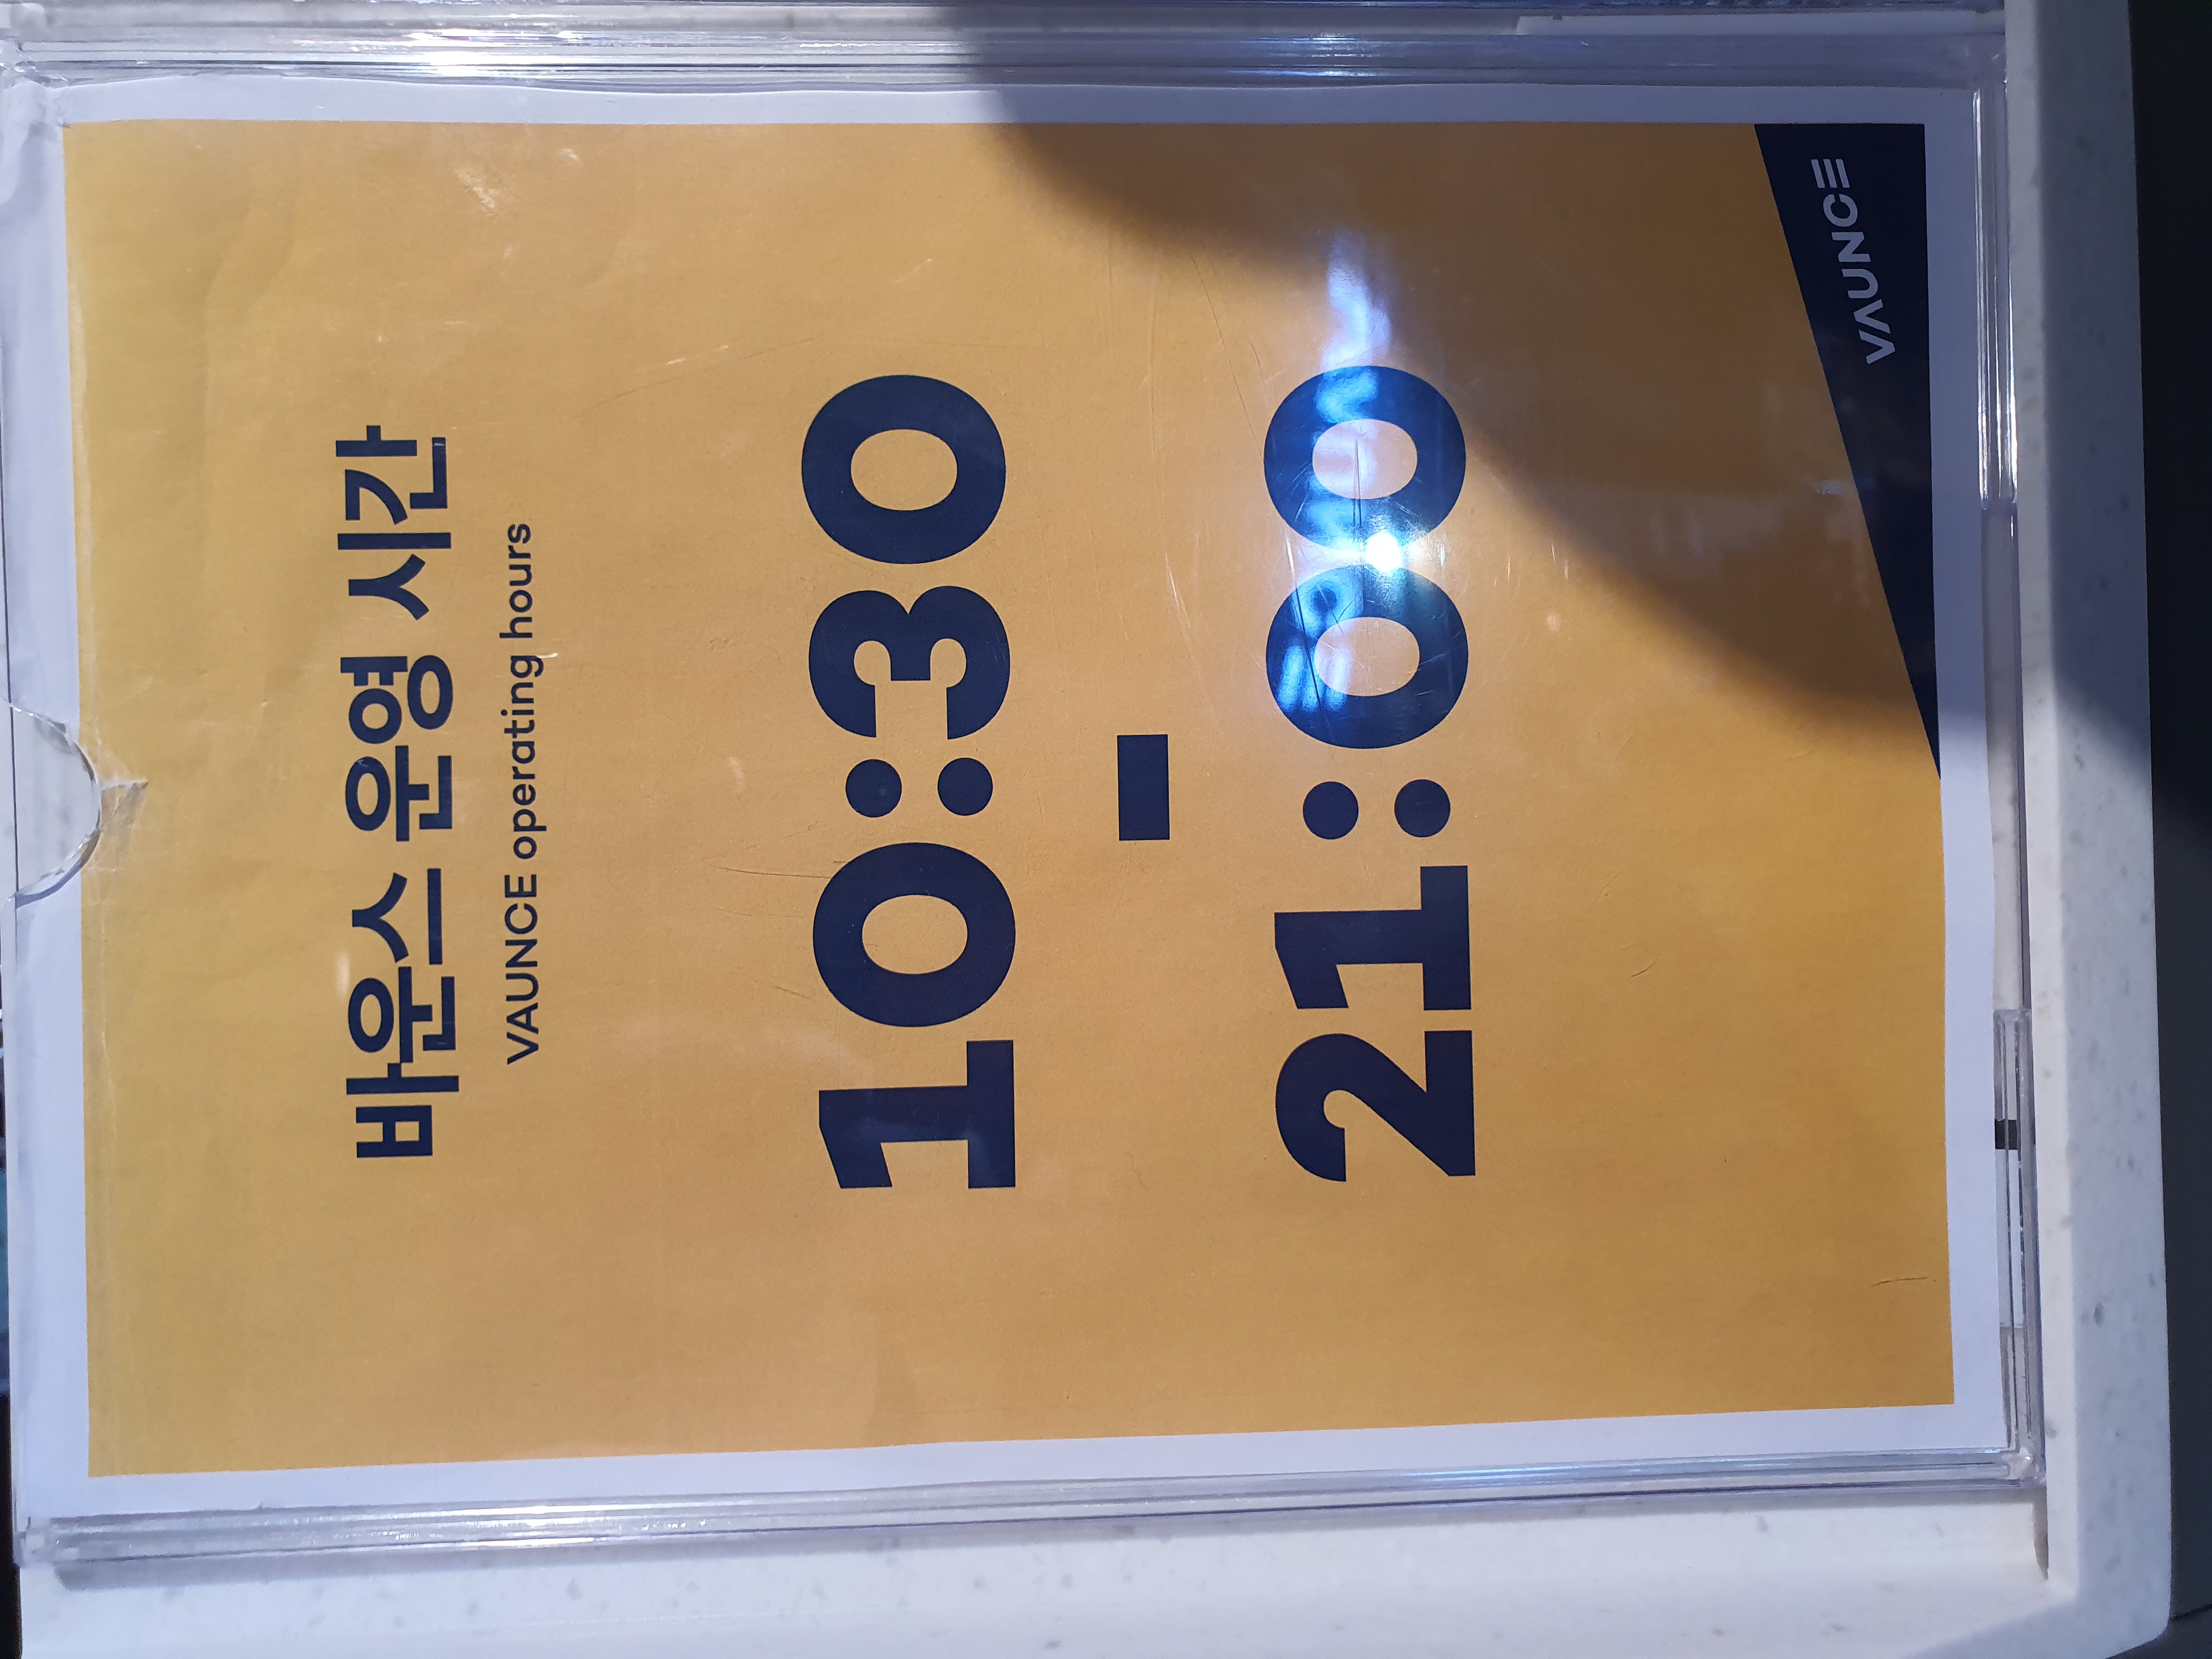 바운스 운영 시간
VAUNCE operating hours
10:30
-
21:00
VAUNCE